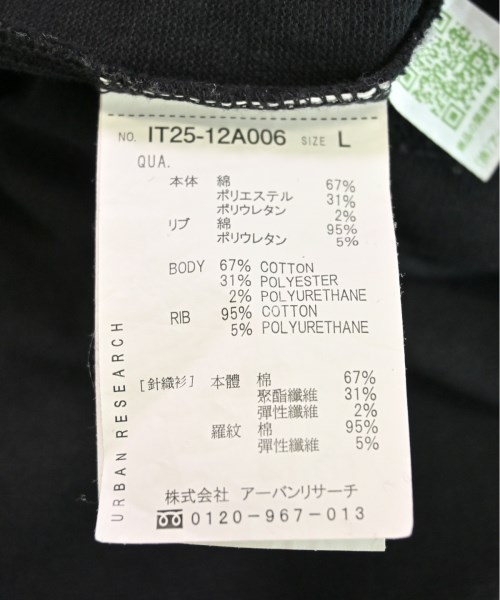 NO. IT25-12A006 SIZE L
QUA.
本体 綿 67%
ポリエステル 31%
ポリウレタン 2%
リブ 綿 95%
ポリウレタン 5%
BODY 67% COTTON
31% POLYESTER
2% POLYURETHANE
RIB 95% COTTON
5% POLYURETHANE
[針織衫] 本體 棉 67%
聚酯纖維 31%
彈性纖維 2%
羅紋 棉 95%
彈性纖維 5%
URBAN RESEARCH
株式会社 アーバンリサーチ
0120-967-013